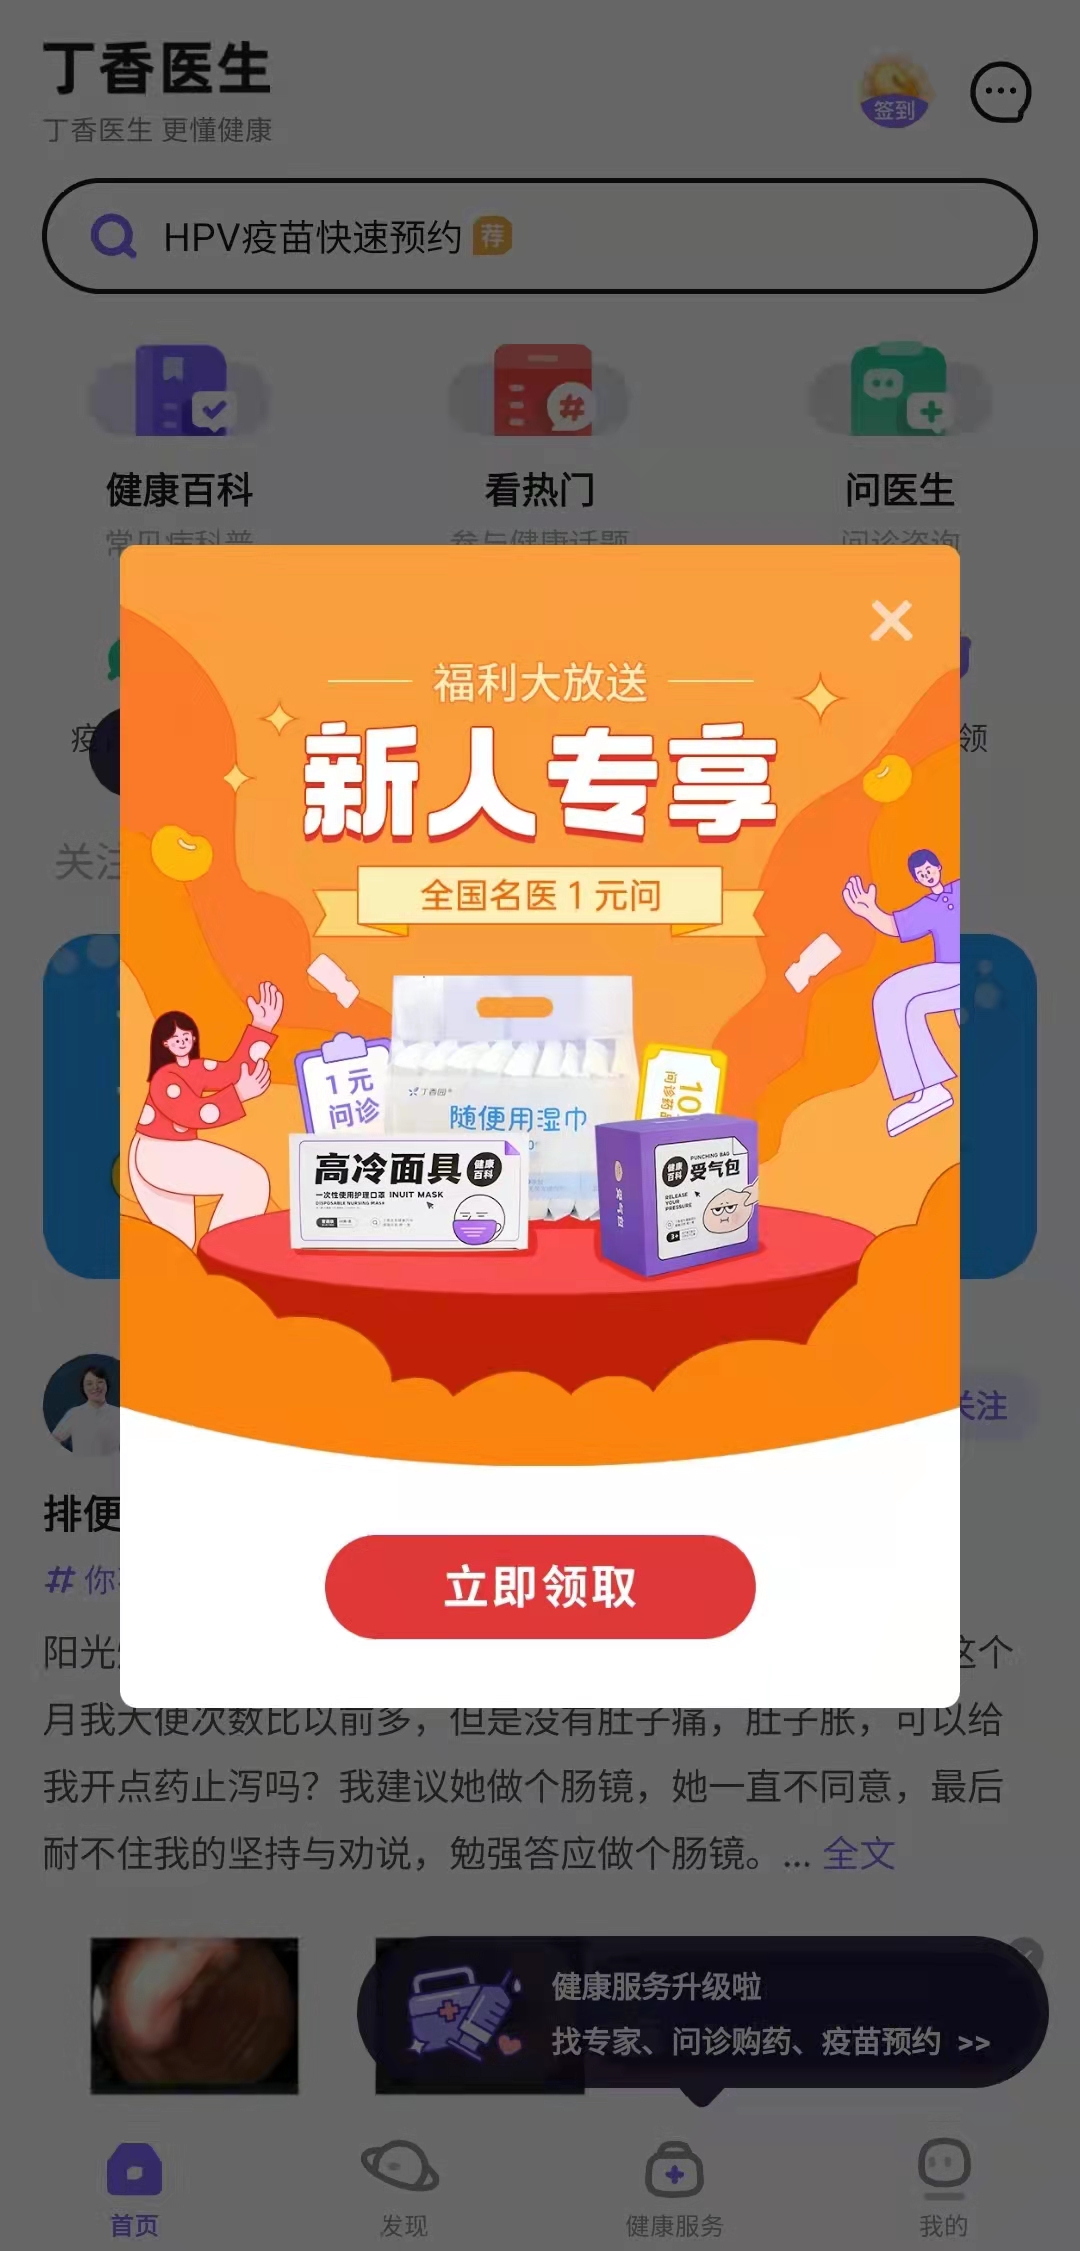 丁香医生
丁香医生 更懂健康
签到
HPV疫苗快速预约 荐
健康百科
看热门
问医生
常见病科普
参与健康话题
问诊咨询
福利大放送
新人专享
疫
领
全国名医1元问
关注
1元
问诊
丁香园
随便用湿巾
10
问诊药
高冷面具
健康百科
一次性使用护理口罩 INUIT MASK
DISPOSABLE NURSING MASK
健康百科
PUNCHING BAG
受气包
RELEASE
YOUR
PRESSURE
3+
受气包
关注
排便
# 你
立即领取
阳光
这个
月我大便次数比以前多，但是没有肚子痛，肚子胀，可以给
我开点药止泻吗？我建议她做个肠镜，她一直不同意，最后
耐不住我的坚持与劝说，勉强答应做个肠镜。... 全文
健康服务升级啦
找专家、问诊购药、疫苗预约 >>
首页
发现
健康服务
我的